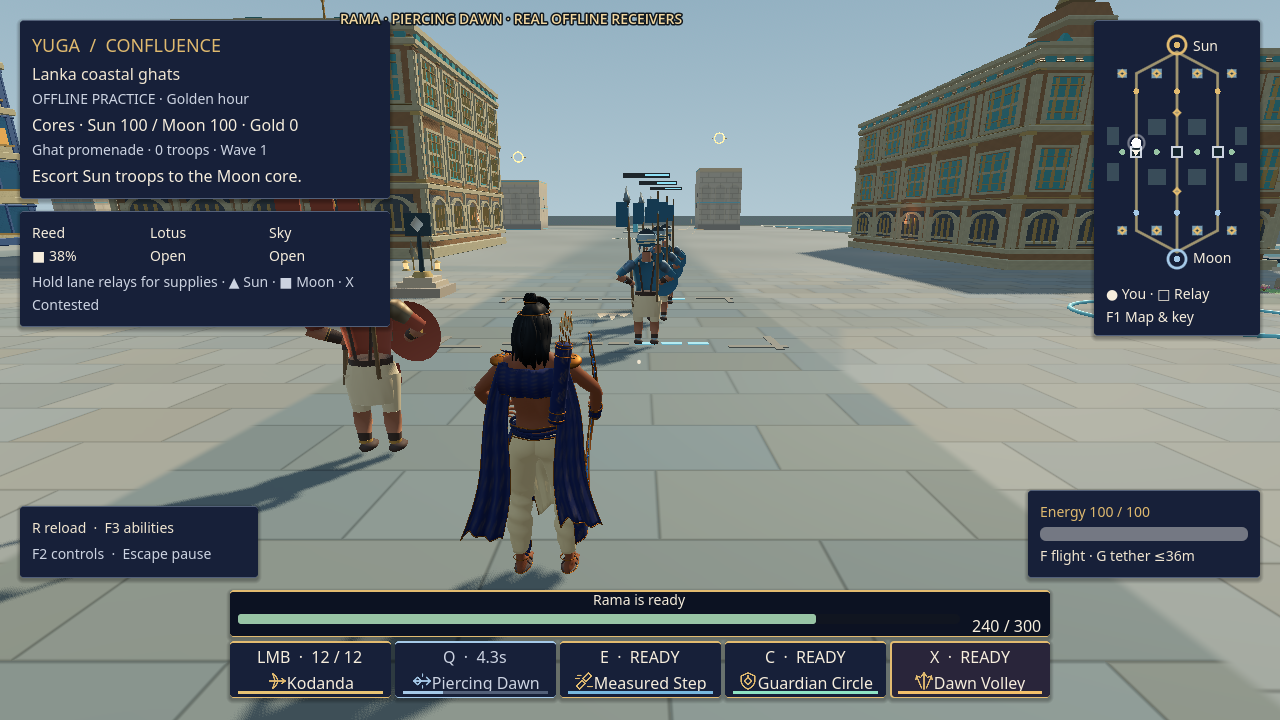 RAMA · PIERCING DAWN · REAL OFFLINE RECEIVERS
YUGA / CONFLUENCE
Lanka coastal ghats
OFFLINE PRACTICE · Golden hour
Cores · Sun 100 / Moon 100 · Gold 0
Ghat promenade · 0 troops · Wave 1
Escort Sun troops to the Moon core.
Reed Lotus Sky
■ 38% Open Open
Hold lane relays for supplies · ▲ Sun · ■ Moon · X
Contested
Sun
Moon
● You · □ Relay
F1 Map & key
R reload · F3 abilities
F2 controls · Escape pause
Energy 100 / 100
F flight · G tether ≤36m
Rama is ready
240 / 300
LMB · 12 / 12
Kodanda
Q · 4.3s
Piercing Dawn
E · READY
Measured Step
C · READY
Guardian Circle
X · READY
Dawn Volley